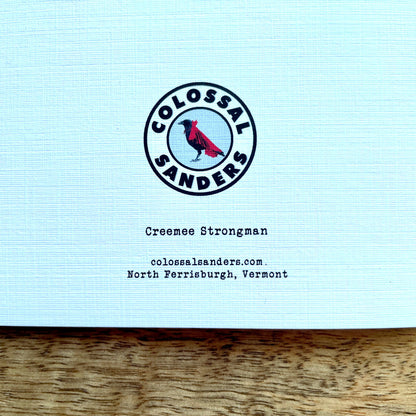 COLOSSAL
SANDERS
Creemee Strongman
colossalsanders.com.
North Ferrisburgh, Vermont